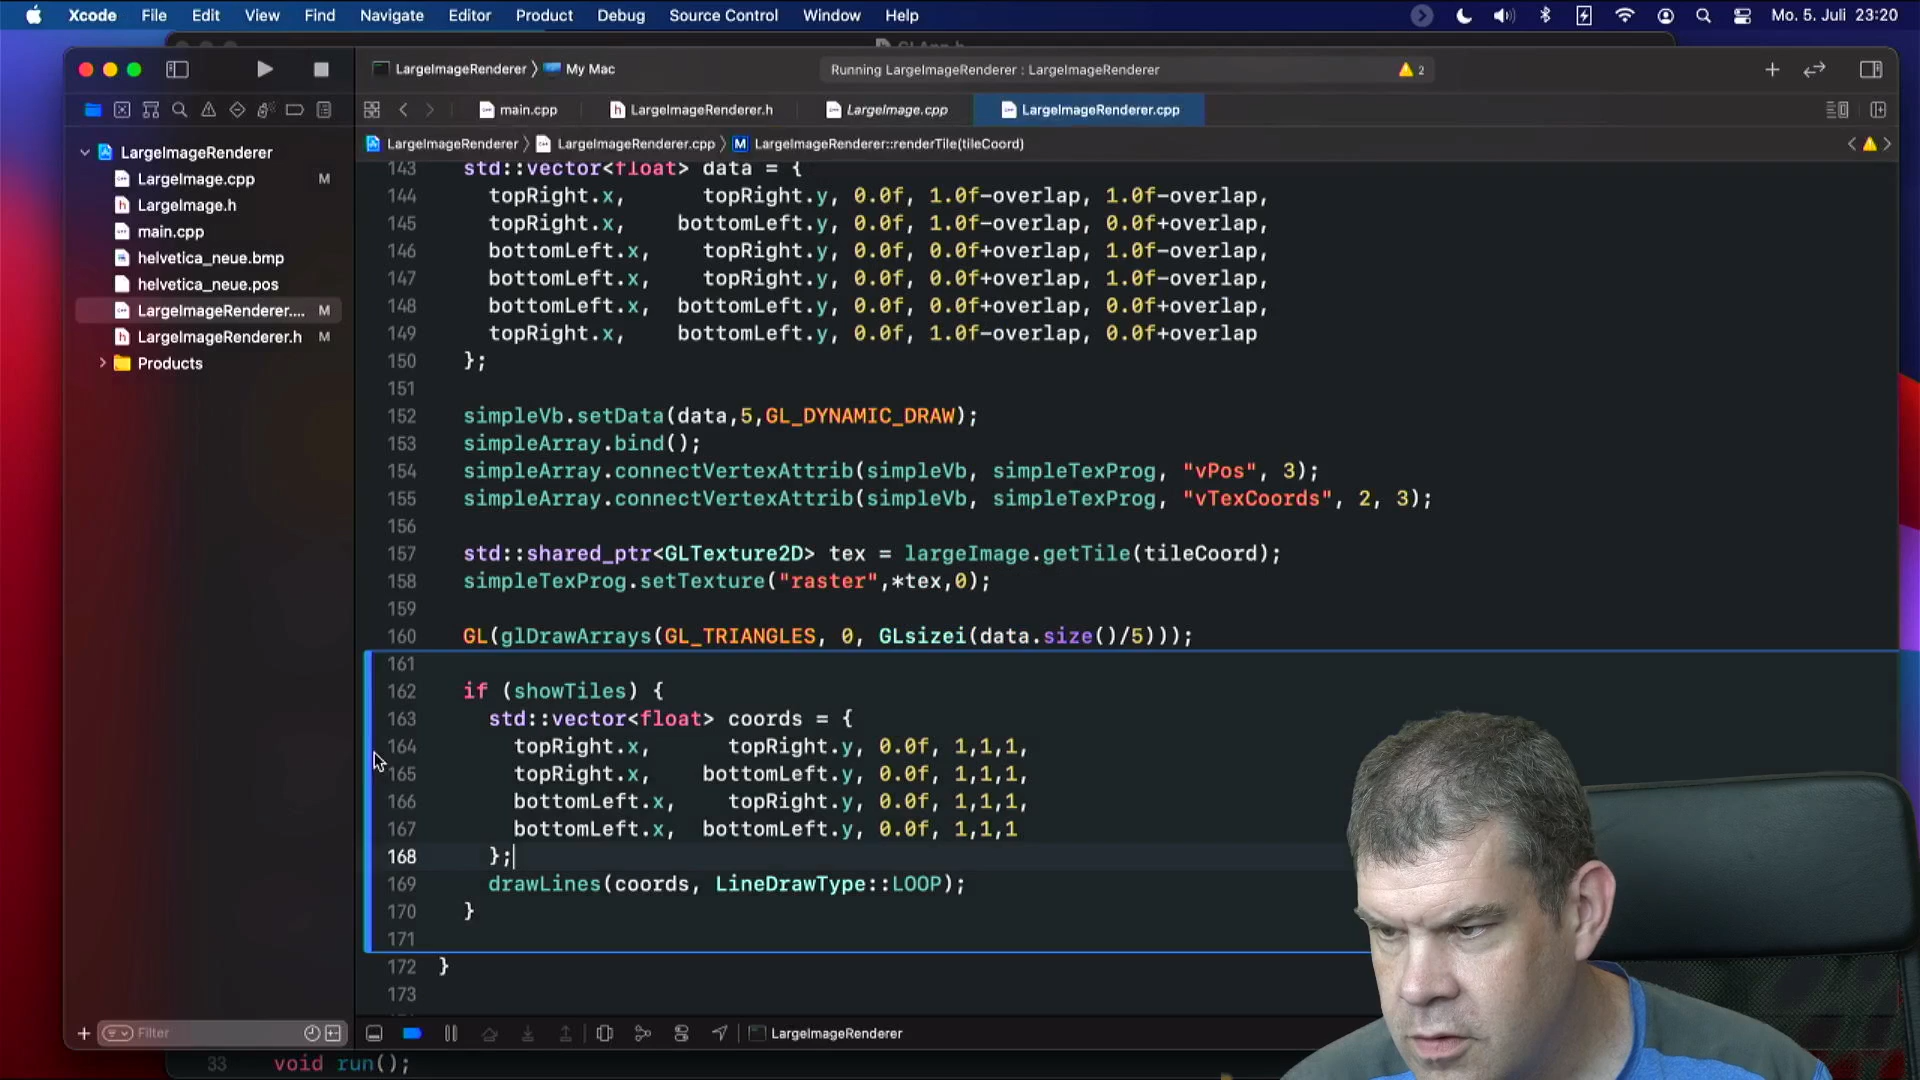 Xcode File Edit View Find Navigate Editor Product Debug Source Control Window Help Mo. 5. Juli 23:20
LargeImageRenderer 〉 My Mac Running LargeImageRenderer : LargeImageRenderer 2
main.cpp LargeImageRenderer.h LargeImage.cpp LargeImageRenderer.cpp
LargeImageRenderer 〉 LargeImageRenderer.cpp 〉 M LargeImageRenderer::renderTile(tileCoord)
LargeImageRenderer
LargeImage.cpp M
LargeImage.h
main.cpp
helvetica_neue.bmp
helvetica_neue.pos
LargeImageRenderer.... M
LargeImageRenderer.h M
Products
Filter
143 std::vector<float> data = {
144 topRight.x, topRight.y, 0.0f, 1.0f-overlap, 1.0f-overlap,
145 topRight.x, bottomLeft.y, 0.0f, 1.0f-overlap, 0.0f+overlap,
146 bottomLeft.x, topRight.y, 0.0f, 0.0f+overlap, 1.0f-overlap,
147 bottomLeft.x, topRight.y, 0.0f, 0.0f+overlap, 1.0f-overlap,
148 bottomLeft.x, bottomLeft.y, 0.0f, 0.0f+overlap, 0.0f+overlap,
149 topRight.x, bottomLeft.y, 0.0f, 1.0f-overlap, 0.0f+overlap
150 };
151
152 simpleVb.setData(data,5,GL_DYNAMIC_DRAW);
153 simpleArray.bind();
154 simpleArray.connectVertexAttrib(simpleVb, simpleTexProg, "vPos", 3);
155 simpleArray.connectVertexAttrib(simpleVb, simpleTexProg, "vTexCoords", 2, 3);
156
157 std::shared_ptr<GLTexture2D> tex = largeImage.getTile(tileCoord);
158 simpleTexProg.setTexture("raster",*tex,0);
159
160 GL(glDrawArrays(GL_TRIANGLES, 0, GLsizei(data.size()/5)));
161
162 if (showTiles) {
163 std::vector<float> coords = {
164 topRight.x, topRight.y, 0.0f, 1,1,1,
165 topRight.x, bottomLeft.y, 0.0f, 1,1,1,
166 bottomLeft.x, topRight.y, 0.0f, 1,1,1,
167 bottomLeft.x, bottomLeft.y, 0.0f, 1,1,1
168 };
169 drawLines(coords, LineDrawType::LOOP);
170 }
171
172 }
173
LargeImageRenderer
33 void run();